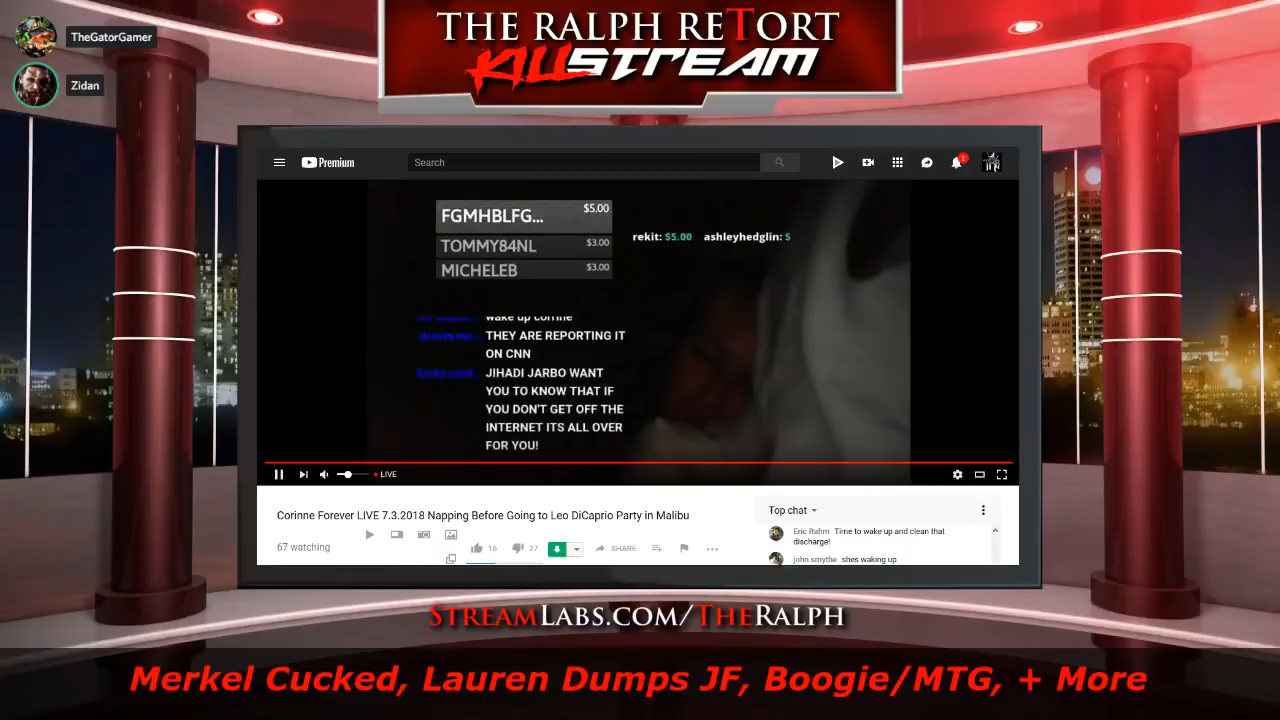 TheGatorGamer
Zidan
THE RALPH RETORT
KILLSTREAM
Premium
Search
2
FGMHBLFG... $5.00
TOMMY84NL $3.00
MICHELEB $3.00
rekit: $5.00 ashleyhedglin: $
wake up corrine
THEY ARE REPORTING IT
ON CNN
JIHADI JARBO WANT
YOU TO KNOW THAT IF
YOU DON'T GET OFF THE
INTERNET ITS ALL OVER
FOR YOU!
LIVE
Corinne Forever LIVE 7.3.2018 Napping Before Going to Leo DiCaprio Party in Malibu
67 watching
16 27 SHARE
Top chat
Eric Rahm Time to wake up and clean that
discharge!
john smythe shes waking up
STREAMLABS.COM/THERALPH
Merkel Cucked, Lauren Dumps JF, Boogie/MTG, + More